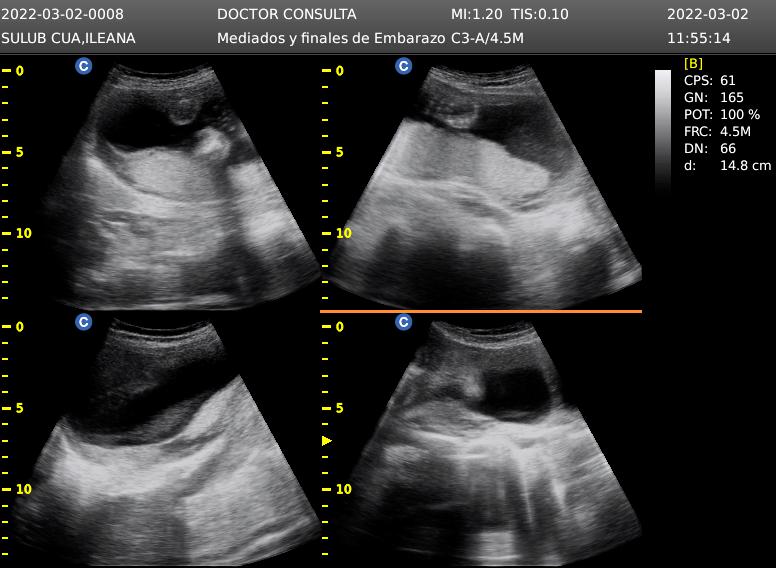 2022-03-02-0008 DOCTOR CONSULTA MI:1.20 TIS:0.10 2022-03-02
SULUB CUA,ILEANA Mediados y finales de Embarazo C3-A/4.5M 11:55:14
[B]
CPS: 61
GN: 165
POT: 100 %
FRC: 4.5M
DN: 66
d: 14.8 cm
C C
0 0
5 5
10 10
C C
0 0
5 5
10 10